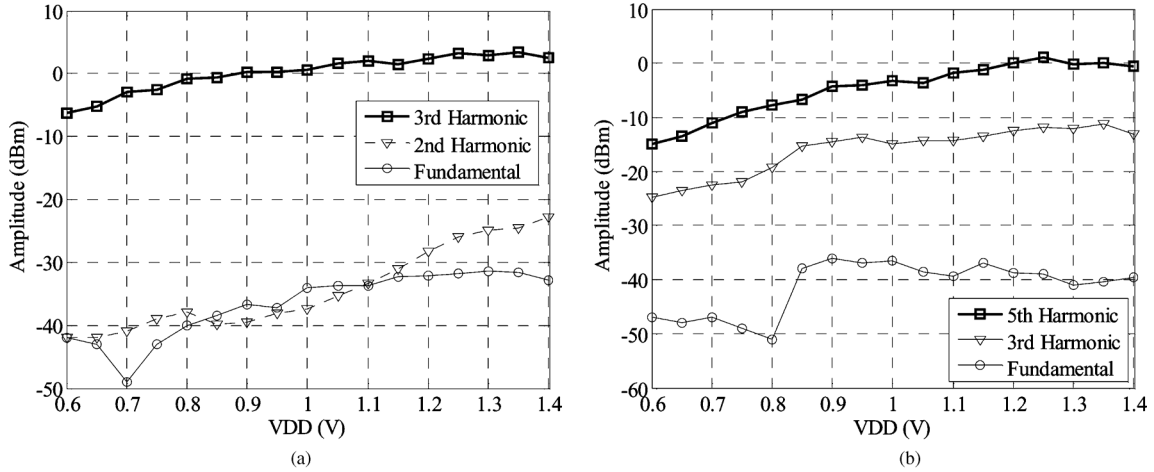 10
0
-10
-20
-30
-40
-50
Amplitude (dBm)
3rd Harmonic
2nd Harmonic
Fundamental
0.6 0.7 0.8 0.9 1 1.1 1.2 1.3 1.4
VDD (V)
(a)
10
0
-10
-20
-30
-40
-50
-60
Amplitude (dBm)
5th Harmonic
3rd Harmonic
Fundamental
0.6 0.7 0.8 0.9 1 1.1 1.2 1.3 1.4
VDD (V)
(b)